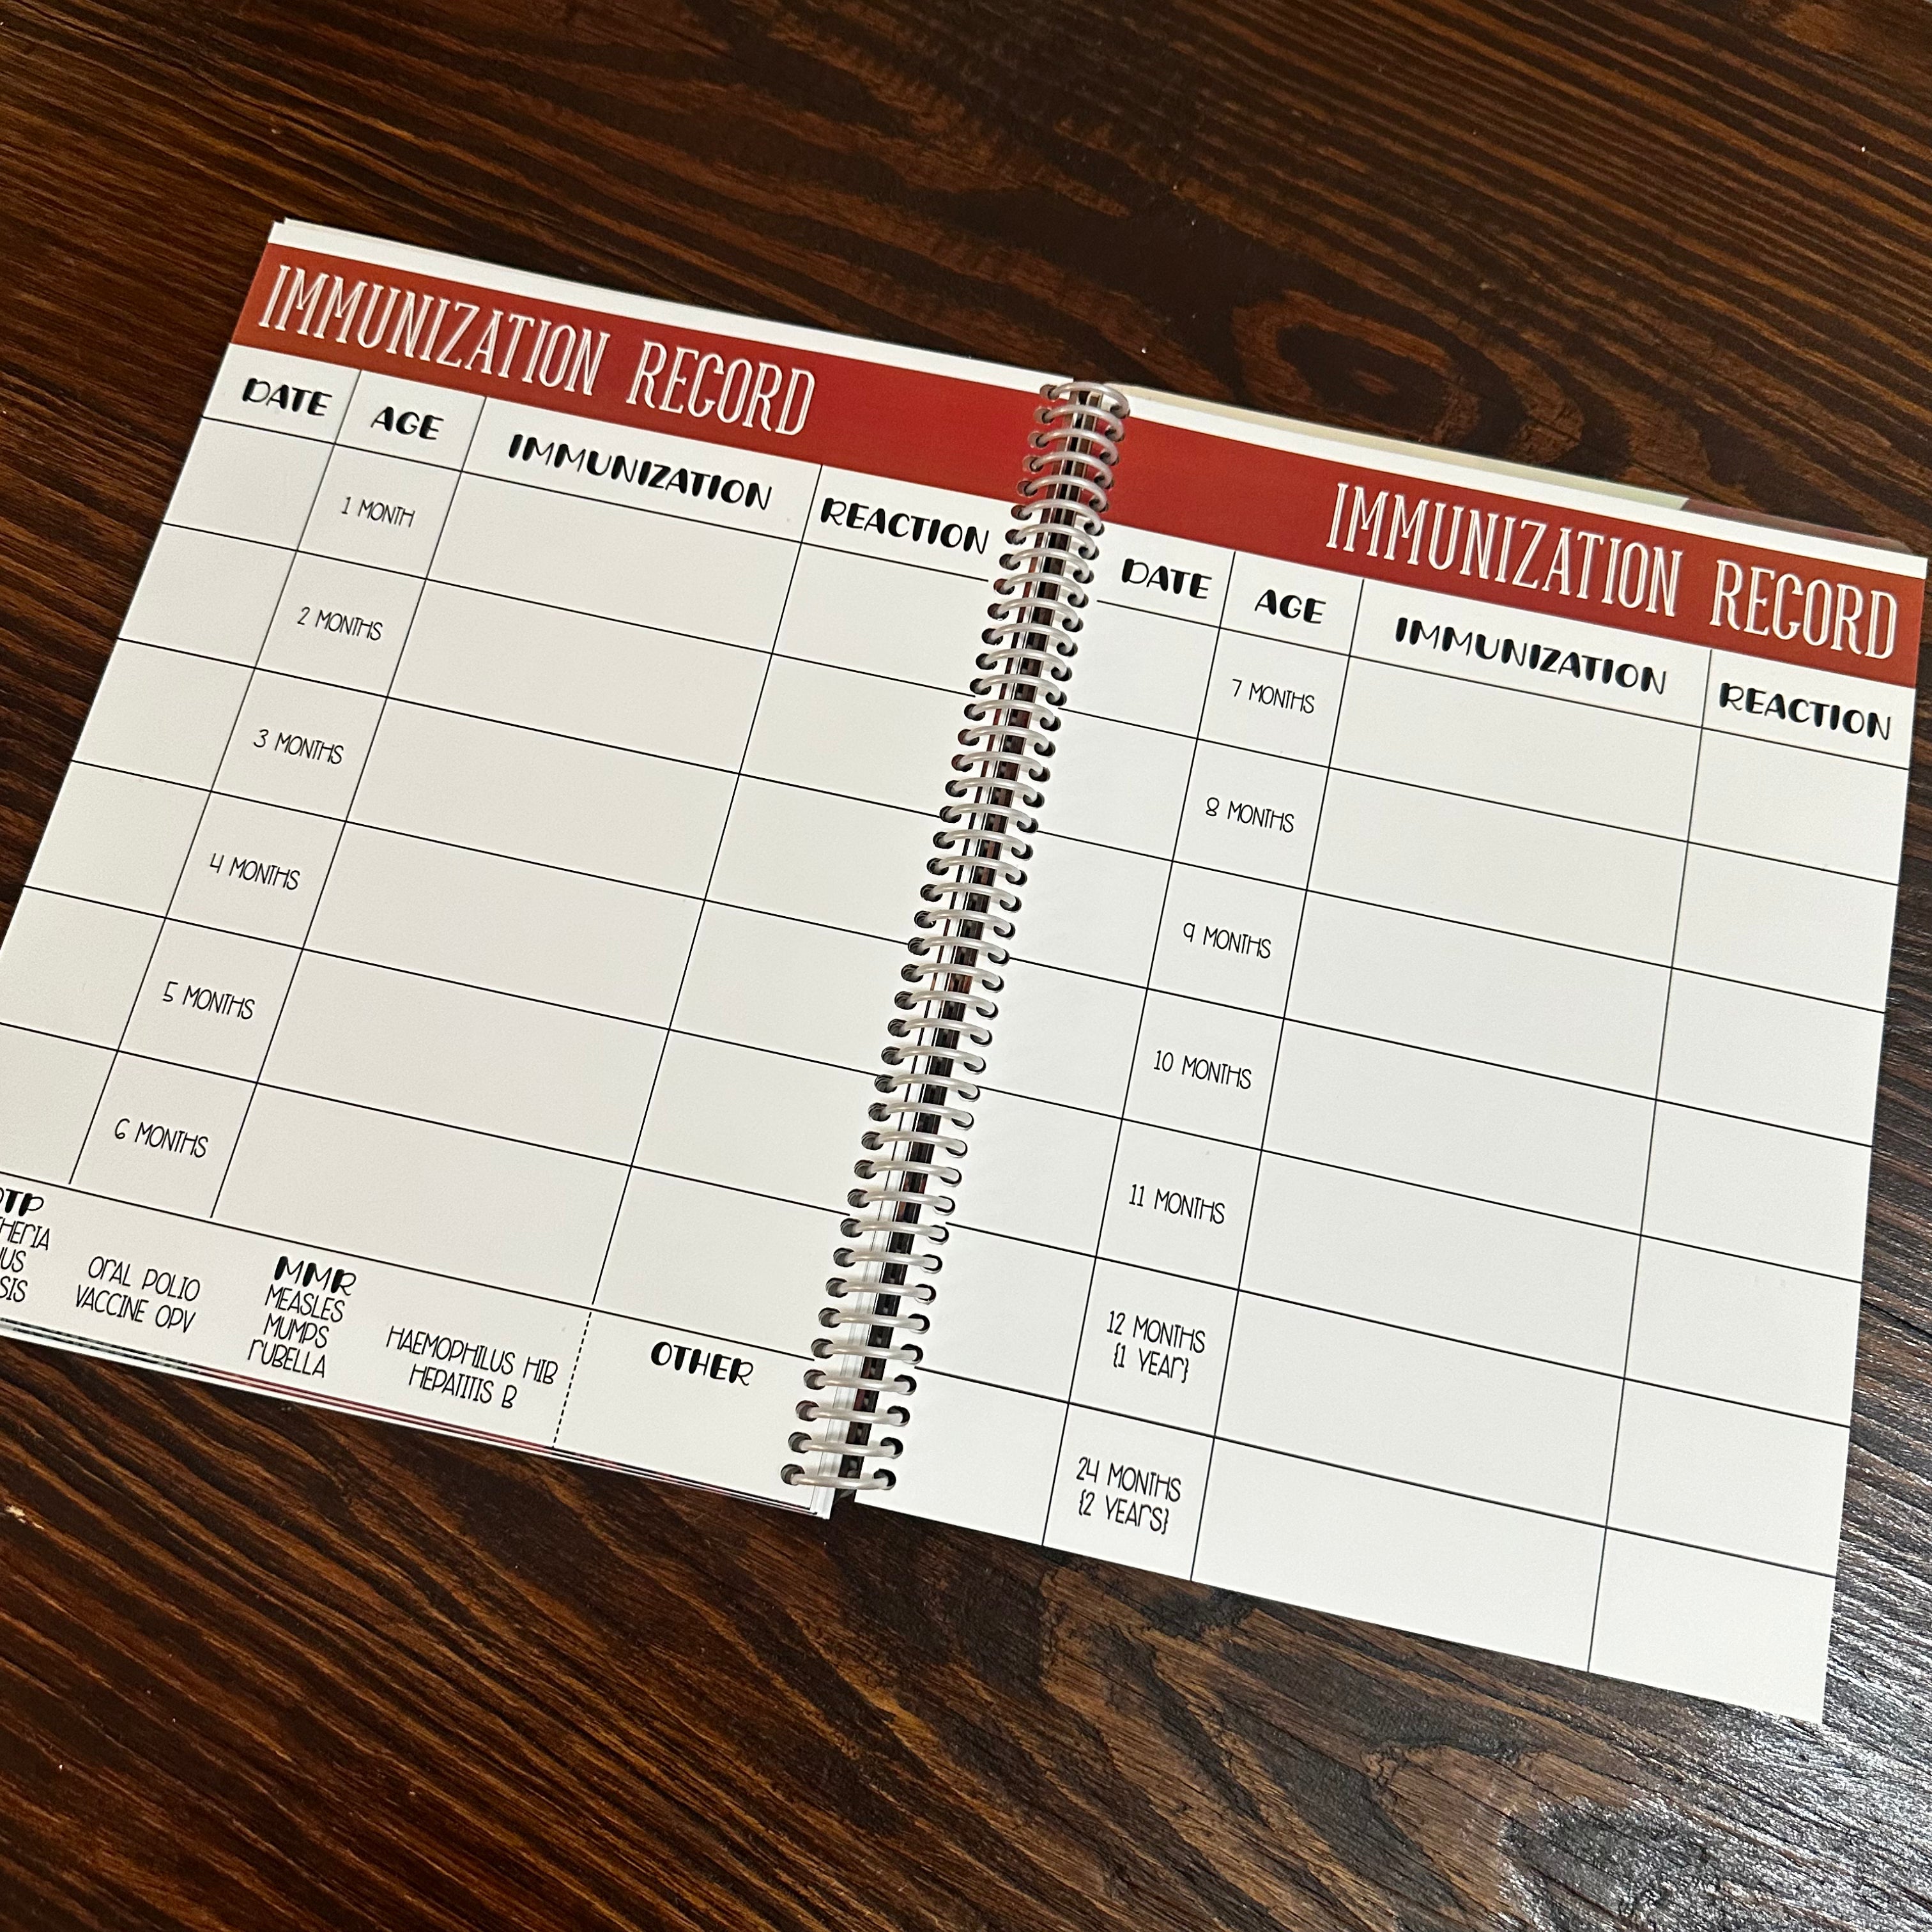 IMMUNIZATION RECORD
DATE AGE IMMUNIZATION REACTION
1 MONTH
2 MONTHS
3 MONTHS
4 MONTHS
5 MONTHS
6 MONTHS
ORAL POLIO
VACCINE OPV
MMR
MEASLES
MUMPS
RUBELLA
HAEMOPHILUS HIB
HEPATITIS B
OTHER
IMMUNIZATION RECORD
DATE AGE IMMUNIZATION REACTION
7 MONTHS
8 MONTHS
9 MONTHS
10 MONTHS
11 MONTHS
12 MONTHS
{1 YEAR}
24 MONTHS
{2 YEARS}